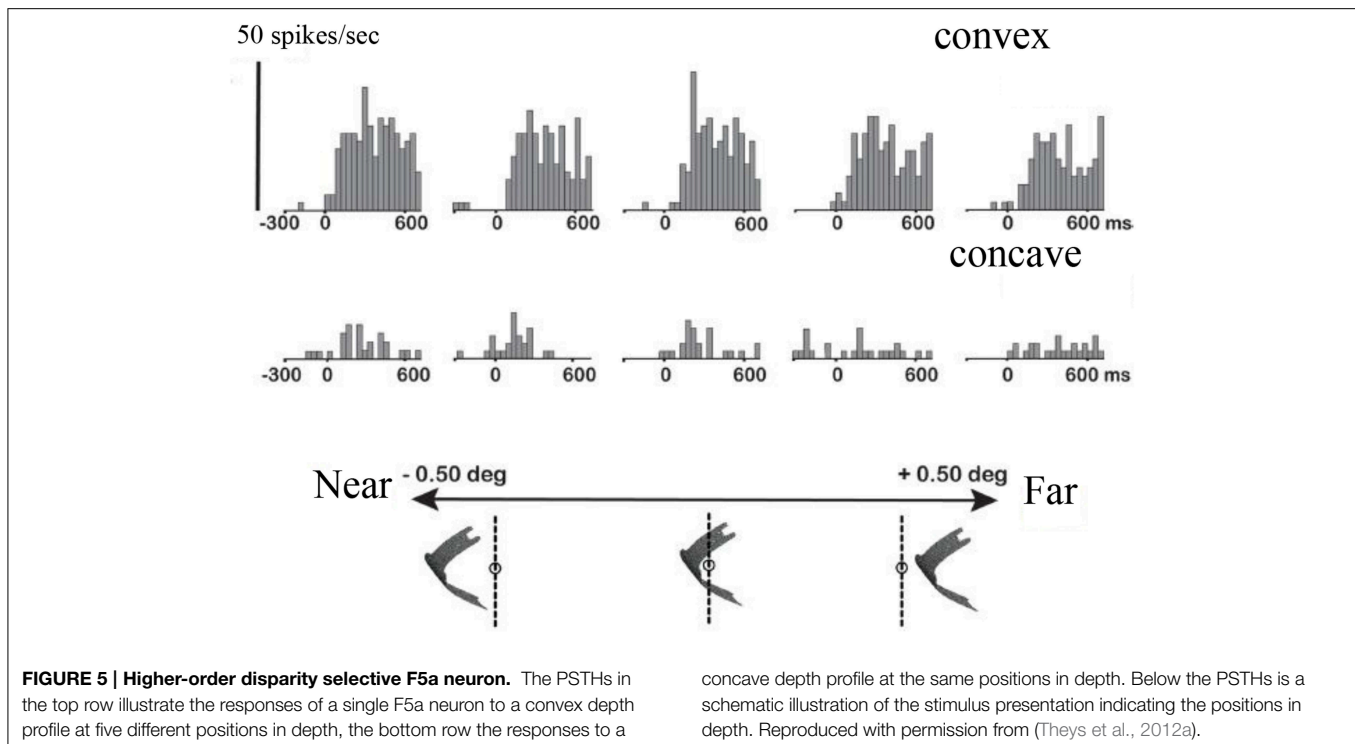 50 spikes/sec
convex
-300 0 600 0 600 0 600 0 600 0 600 ms
concave
-300 0 600 0 600 0 600 0 600 0 600 ms
Near - 0.50 deg + 0.50 deg Far
FIGURE 5 | Higher-order disparity selective F5a neuron. The PSTHs in
the top row illustrate the responses of a single F5a neuron to a convex depth
profile at five different positions in depth, the bottom row the responses to a
concave depth profile at the same positions in depth. Below the PSTHs is a
schematic illustration of the stimulus presentation indicating the positions in
depth. Reproduced with permission from (Theys et al., 2012a).